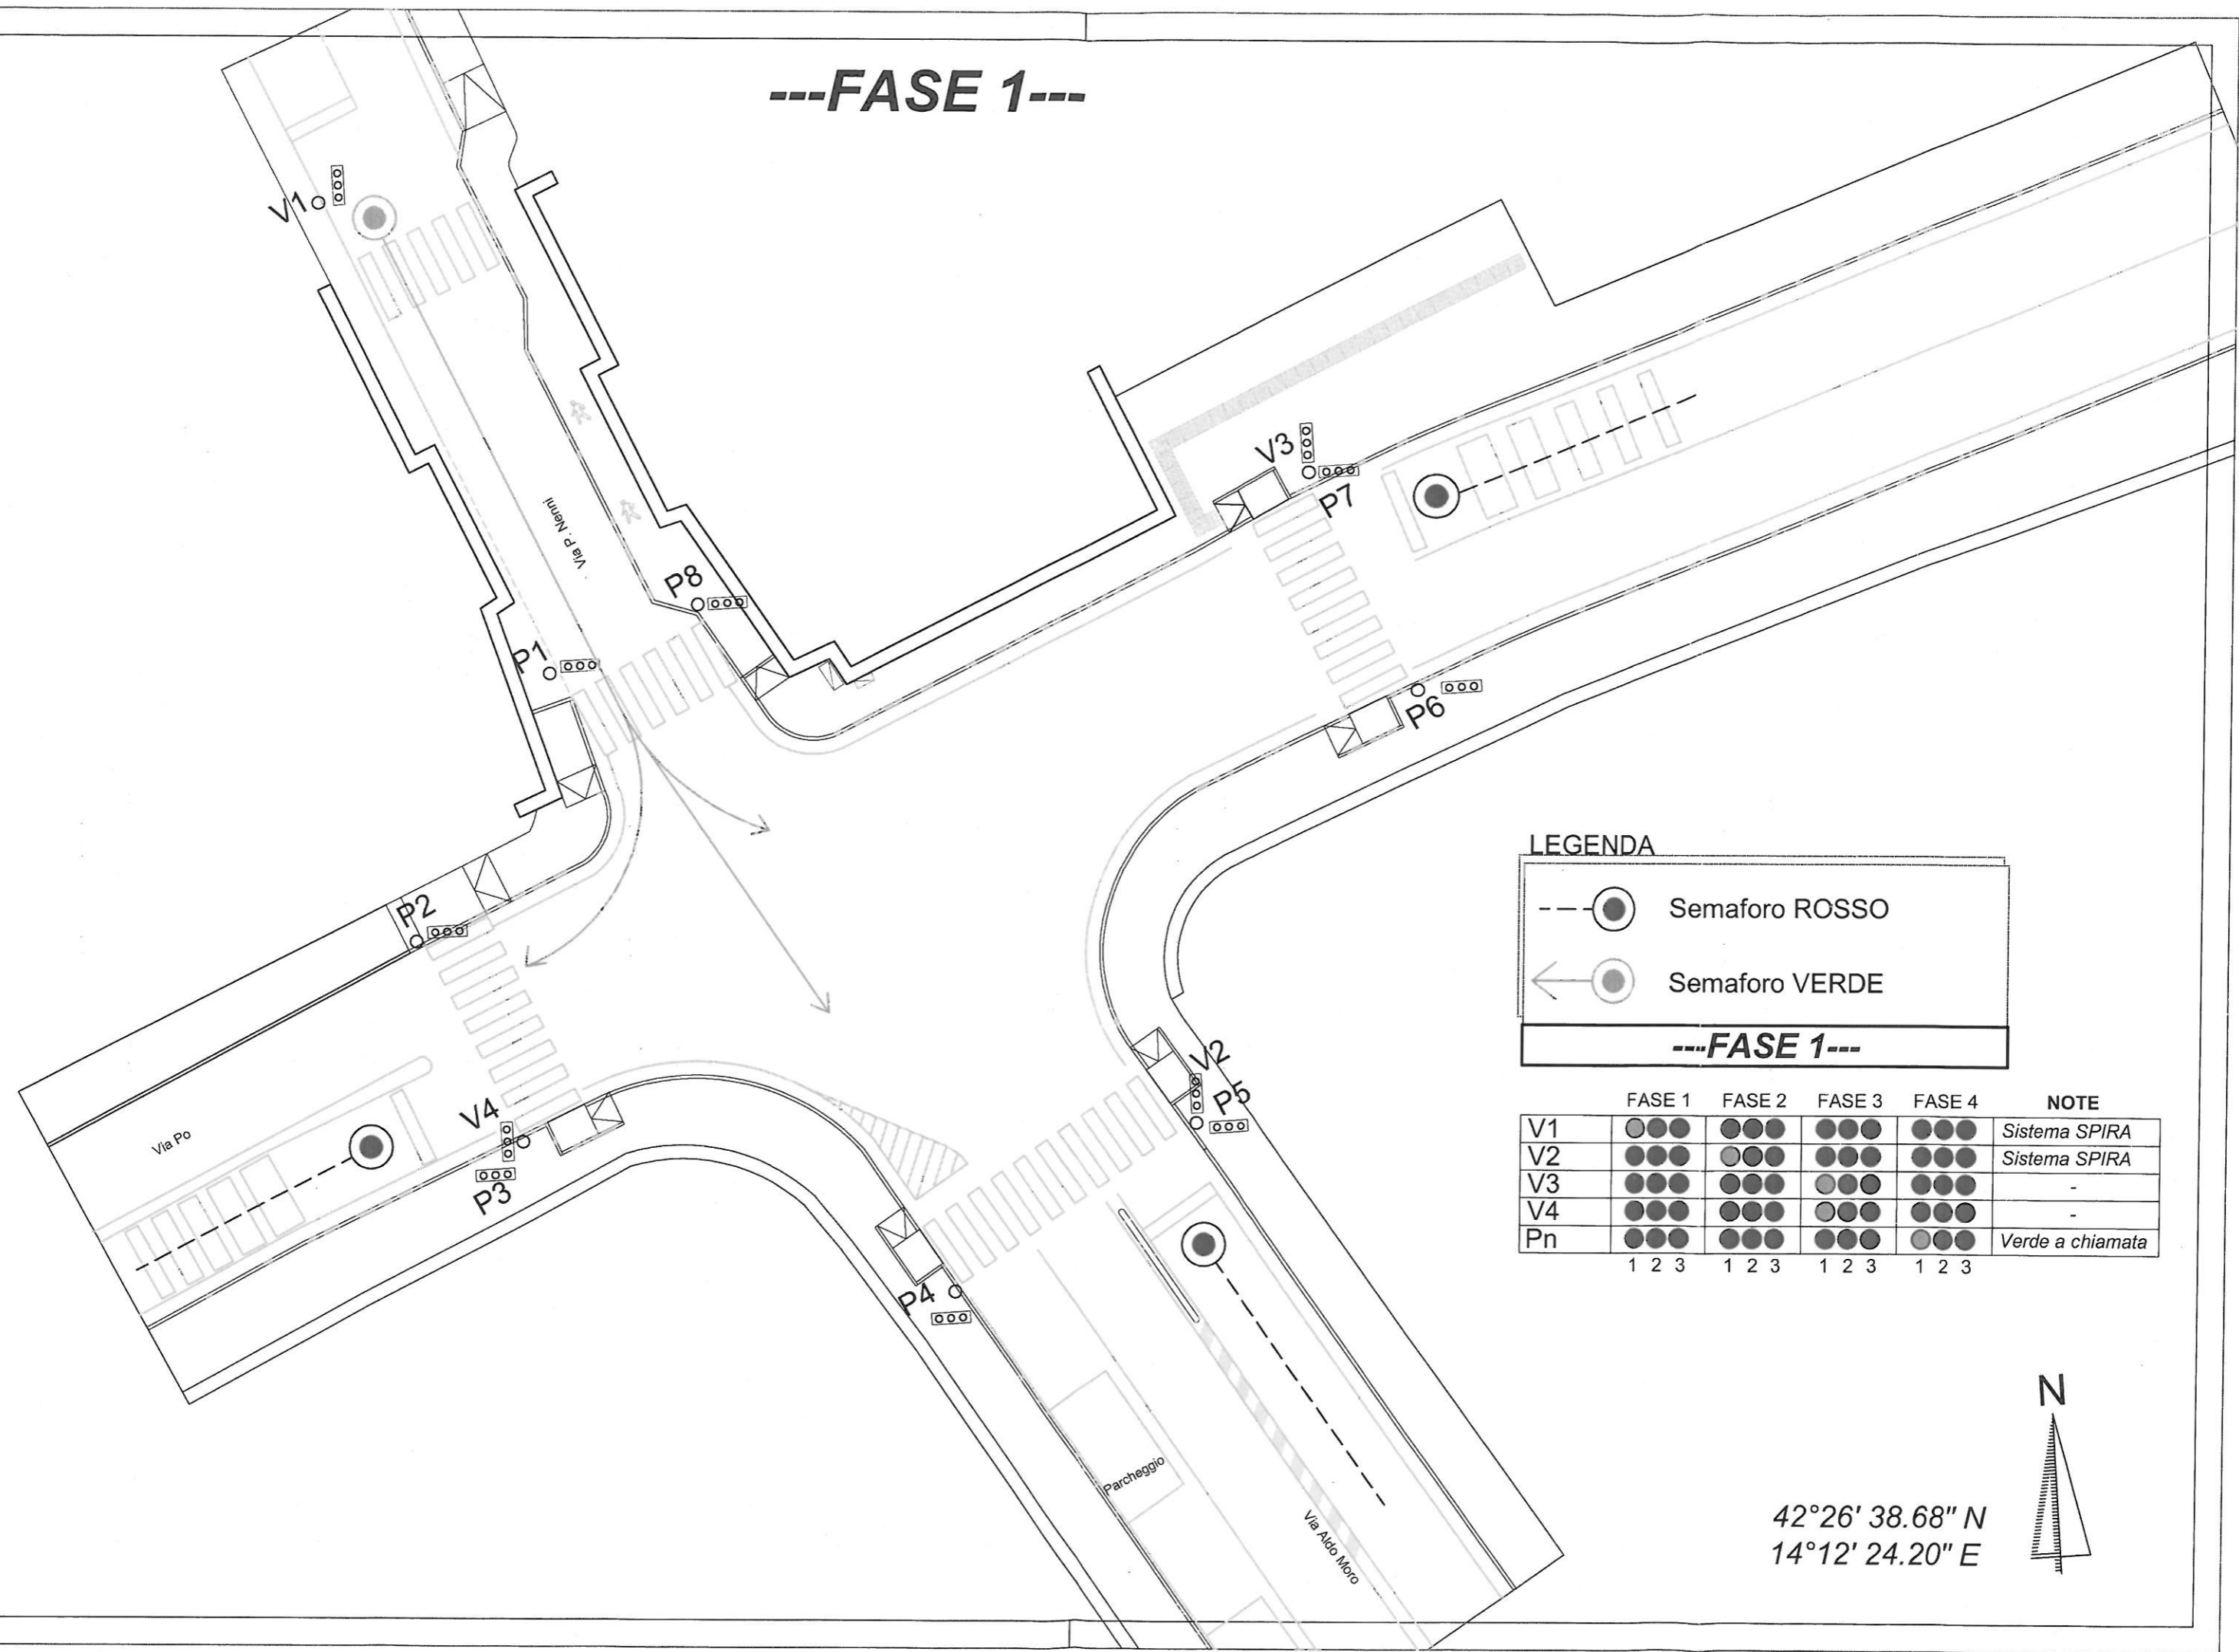 ---FASE 1---
V1
V3
P7
Via P. Nenni
P8
P1
P6
P2
V4
P3
Via Po
V2
P5
P4
Parcheggio
Via Aldo Moro
LEGENDA
Semaforo ROSSO
Semaforo VERDE
---FASE 1---
FASE 1 FASE 2 FASE 3 FASE 4 NOTE
V1 Sistema SPIRA
V2 Sistema SPIRA
V3 -
V4 -
Pn Verde a chiamata
1 2 3 1 2 3 1 2 3 1 2 3
N
42°26' 38.68" N
14°12' 24.20" E